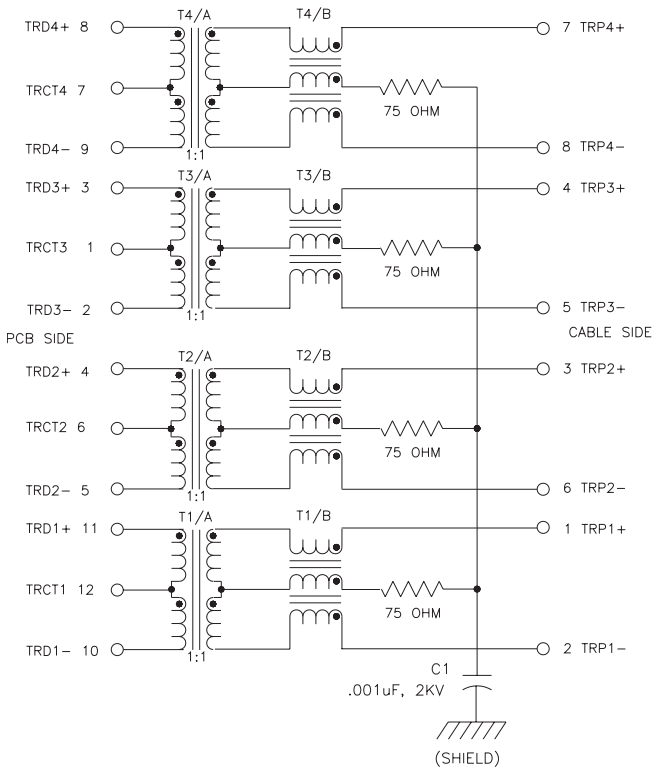 T4/A T4/B
TRD4+ 8 7 TRP4+
TRCT4 7
75 OHM
TRD4- 9 8 TRP4-
1:1
T3/A T3/B
TRD3+ 3 4 TRP3+
TRCT3 1
75 OHM
TRD3- 2 5 TRP3-
1:1
PCB SIDE CABLE SIDE
T2/A T2/B
TRD2+ 4 3 TRP2+
TRCT2 6
75 OHM
TRD2- 5 6 TRP2-
1:1
T1/A T1/B
TRD1+ 11 1 TRP1+
TRCT1 12
75 OHM
TRD1- 10 2 TRP1-
1:1
C1
.001uF, 2KV
(SHIELD)